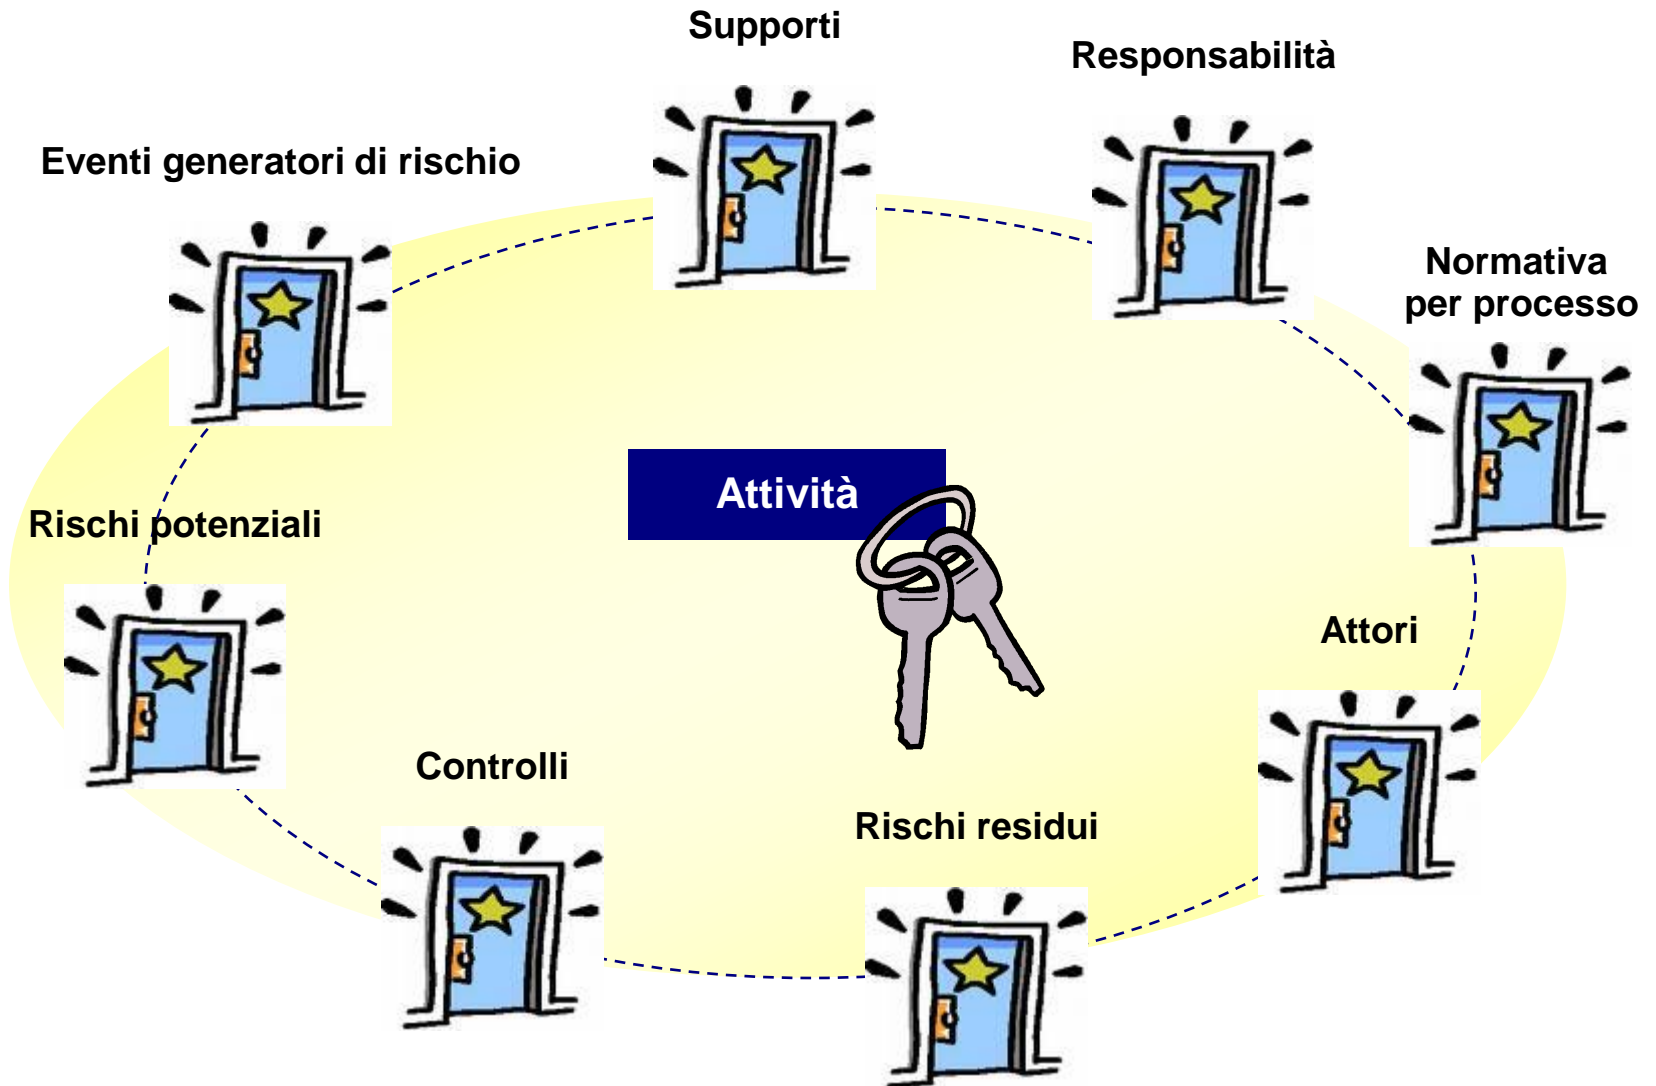 Supporti
Responsabilità
Eventi generatori di rischio
Normativa
per processo
Attività
Rischi potenziali
Attori
Controlli
Rischi residui